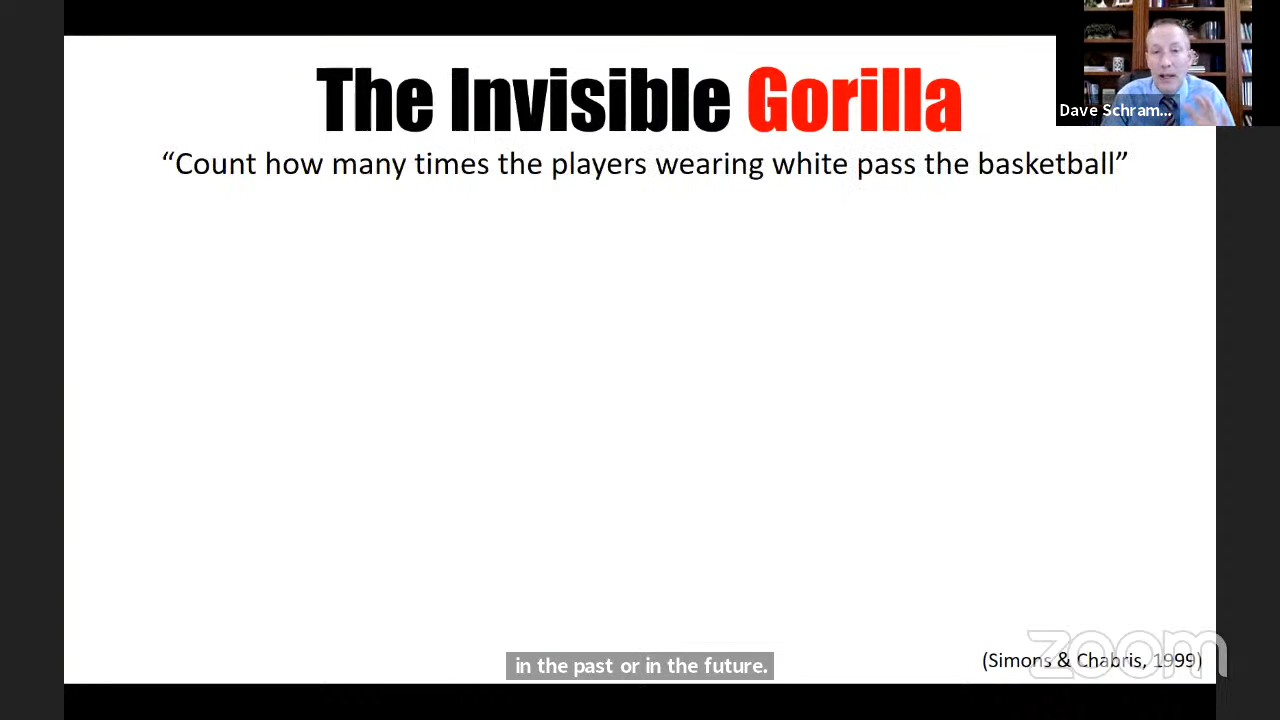 The Invisible Gorilla
“Count how many times the players wearing white pass the basketball”
Dave Schram...
in the past or in the future.
(Simons & Chabris, 1999)
zoom